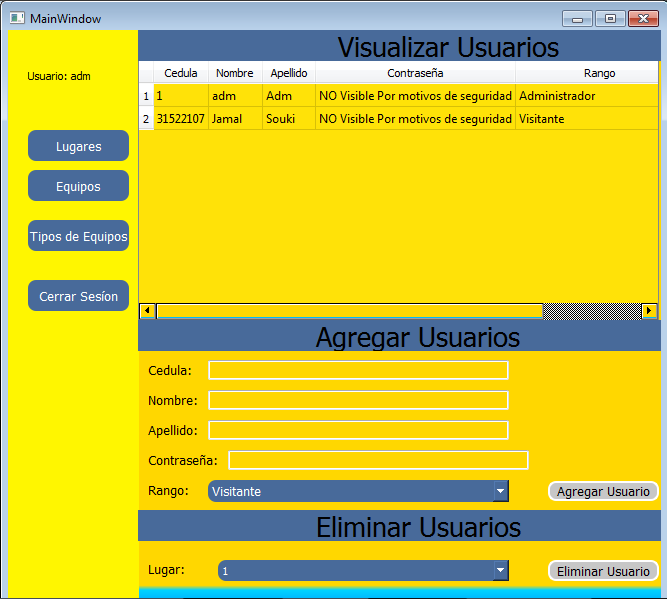 MainWindow
Usuario: adm
Lugares
Equipos
Tipos de Equipos
Cerrar Sesíon
Visualizar Usuarios
Cedula Nombre Apellido Contraseña Rango
1 1 adm Adm NO Visible Por motivos de seguridad Administrador
2 31522107 Jamal Souki NO Visible Por motivos de seguridad Visitante
Agregar Usuarios
Cedula:
Nombre:
Apellido:
Contraseña:
Rango: Visitante Agregar Usuario
Eliminar Usuarios
Lugar: 1 Eliminar Usuario